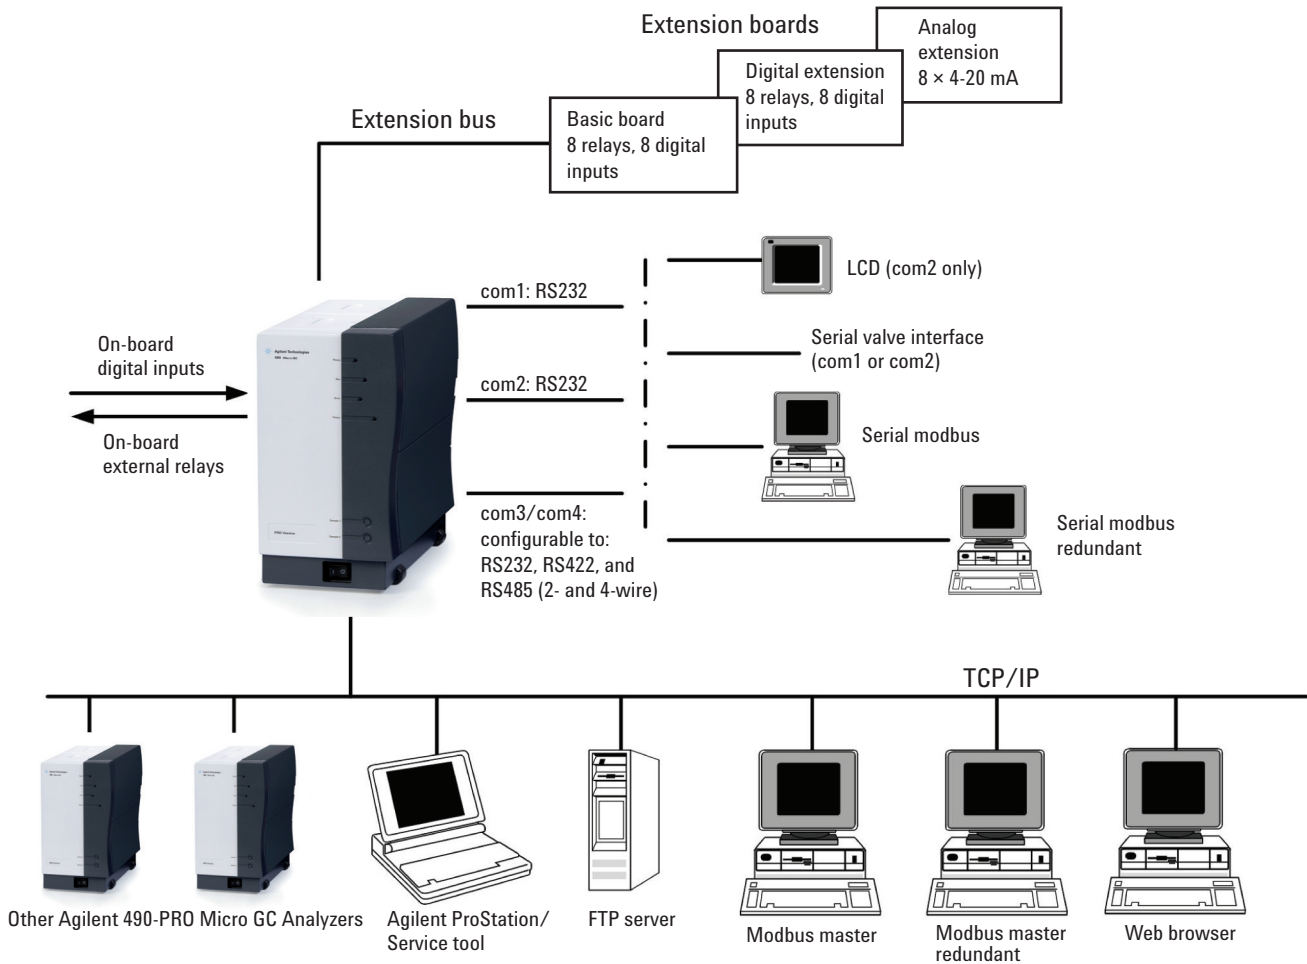 Extension boards
Analog
extension
8 × 4-20 mA
Digital extension
8 relays, 8 digital
inputs
Extension bus
Basic board
8 relays, 8 digital
inputs
LCD (com2 only)
com1: RS232
Serial valve interface
(com1 or com2)
On-board
digital inputs
Agilent Technologies
com2: RS232
On-board
external relays
Serial modbus
com3/com4:
configurable to:
RS232, RS422, and
RS485 (2- and 4-wire)
Serial modbus
redundant
TCP/IP
Other Agilent 490-PRO Micro GC Analyzers
Agilent ProStation/
Service tool
FTP server
Modbus master
Modbus master
redundant
Web browser